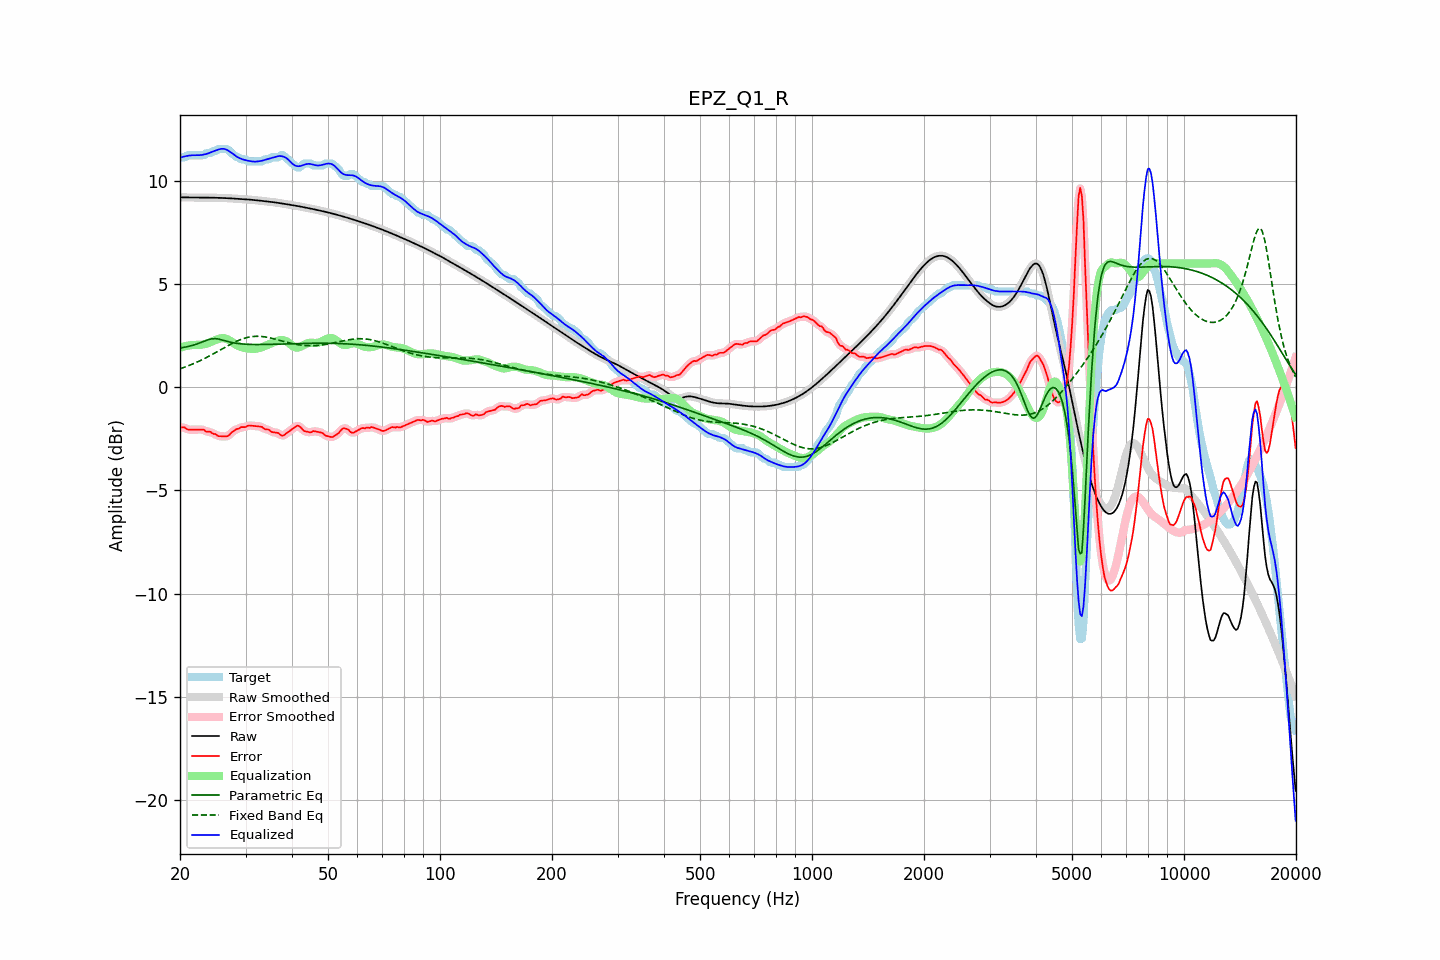 EPZ_Q1_R
Amplitude (dBr)
10
5
0
−5
−10
−15
−20
Target
Raw Smoothed
Error Smoothed
Raw
Error
Equalization
Parametric Eq
Fixed Band Eq
Equalized
20 50 100 200 500 1000 2000 5000 10000 20000
Frequency (Hz)